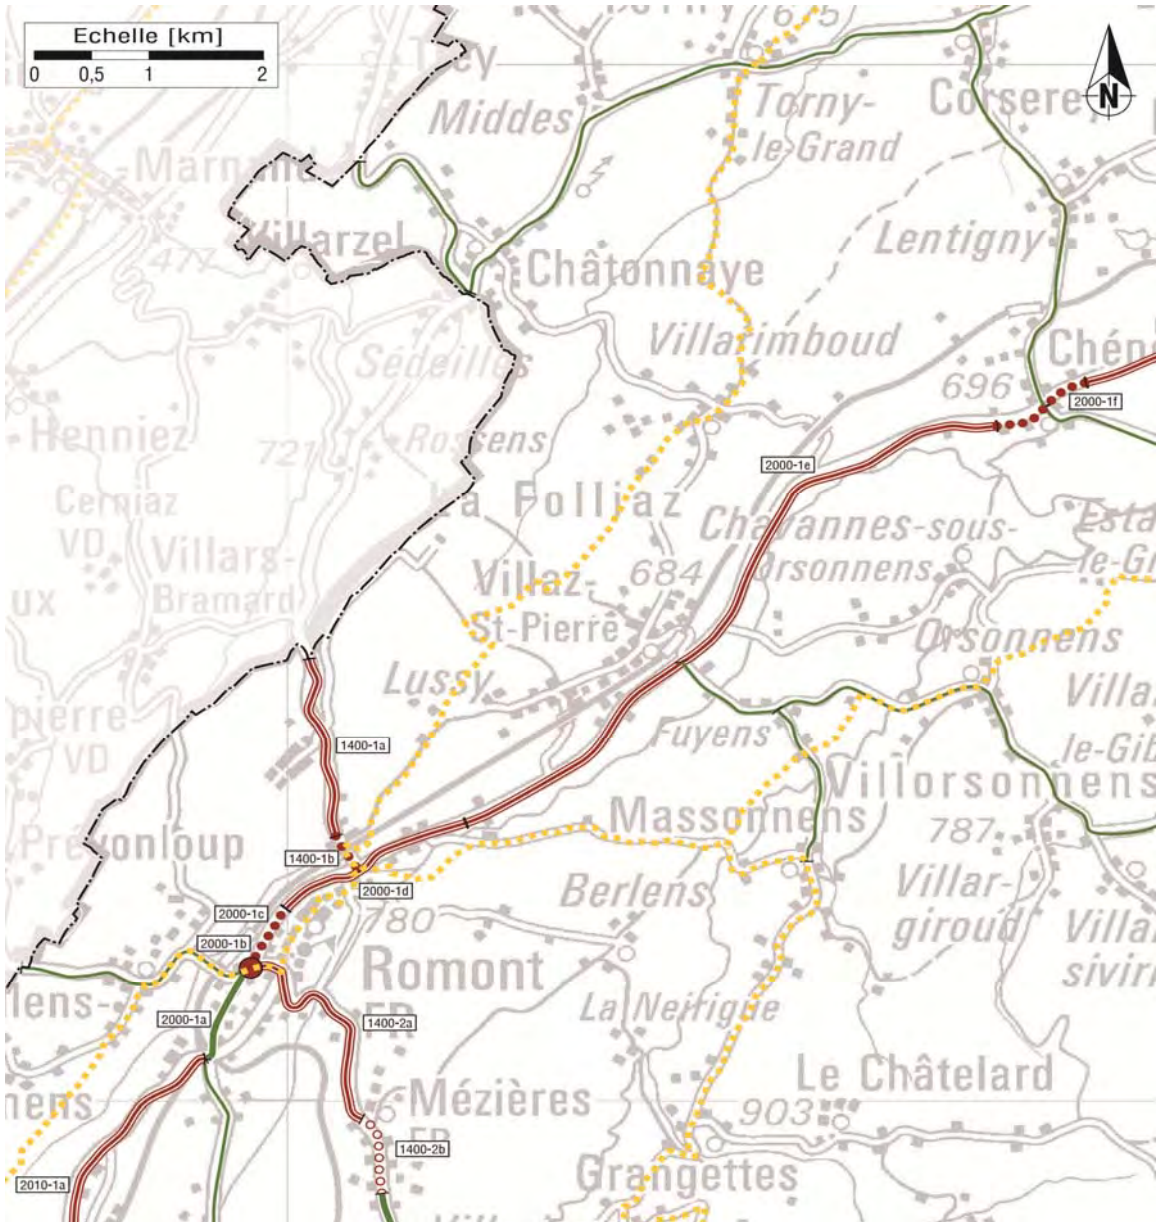 Echelle [km]
0 0,5 1 2
N
675
Middes
Torny-
le-Grand
Villarzel
477
Lentigny
Châtonnaye
Villarimboud
Sédeilles
696
2000-1f
Henniez
721
Rossens
2000-1e
La Folliaz
Cerniaz
VD
Chavannes-sous-
Orsonnens
Villars-
Bramard
Villaz-
St-Pierre
684
Orsonnens
Lussy
VD
Fuyens
1400-1a
Villorsonnens
Massonnens
787
Prévonloup
1400-1b
2000-1d
Berlens
Villar-
giroud
2000-1c
780
2000-1b
Romont
FR
La Neirigue
2000-1a
1400-2a
Le Châtelard
Mézières
FR
903
1400-2b
Grangettes
2010-1a